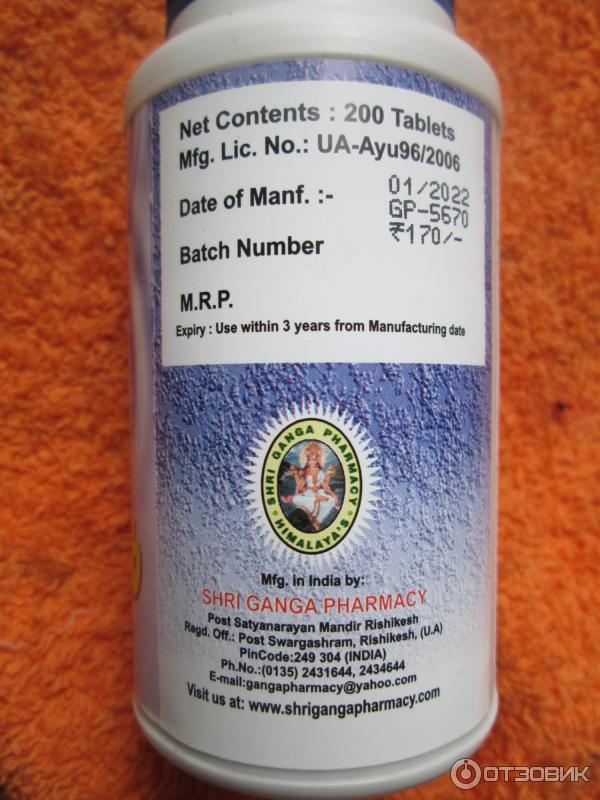 Net Contents : 200 Tablets
Mfg. Lic. No.: UA-Ayu96/2006
Date of Manf. :- 01/2022
GP-5670
Batch Number ₹170/-
M.R.P.
Expiry : Use within 3 years from Manufacturing date
SHRI GANGA PHARMACY
HIMALAYA'S
Mfg. in India by:
SHRI GANGA PHARMACY
Post Satyanarayan Mandir Rishikesh
Regd. Off.: Post Swargashram, Rishikesh, (U.A)
PinCode:249 304 (INDIA)
Ph.No.:(0135) 2431644, 2434644
E-mail:gangapharmacy@yahoo.com
Visit us at: www.shrigangapharmacy.com
ОТЗОВИК